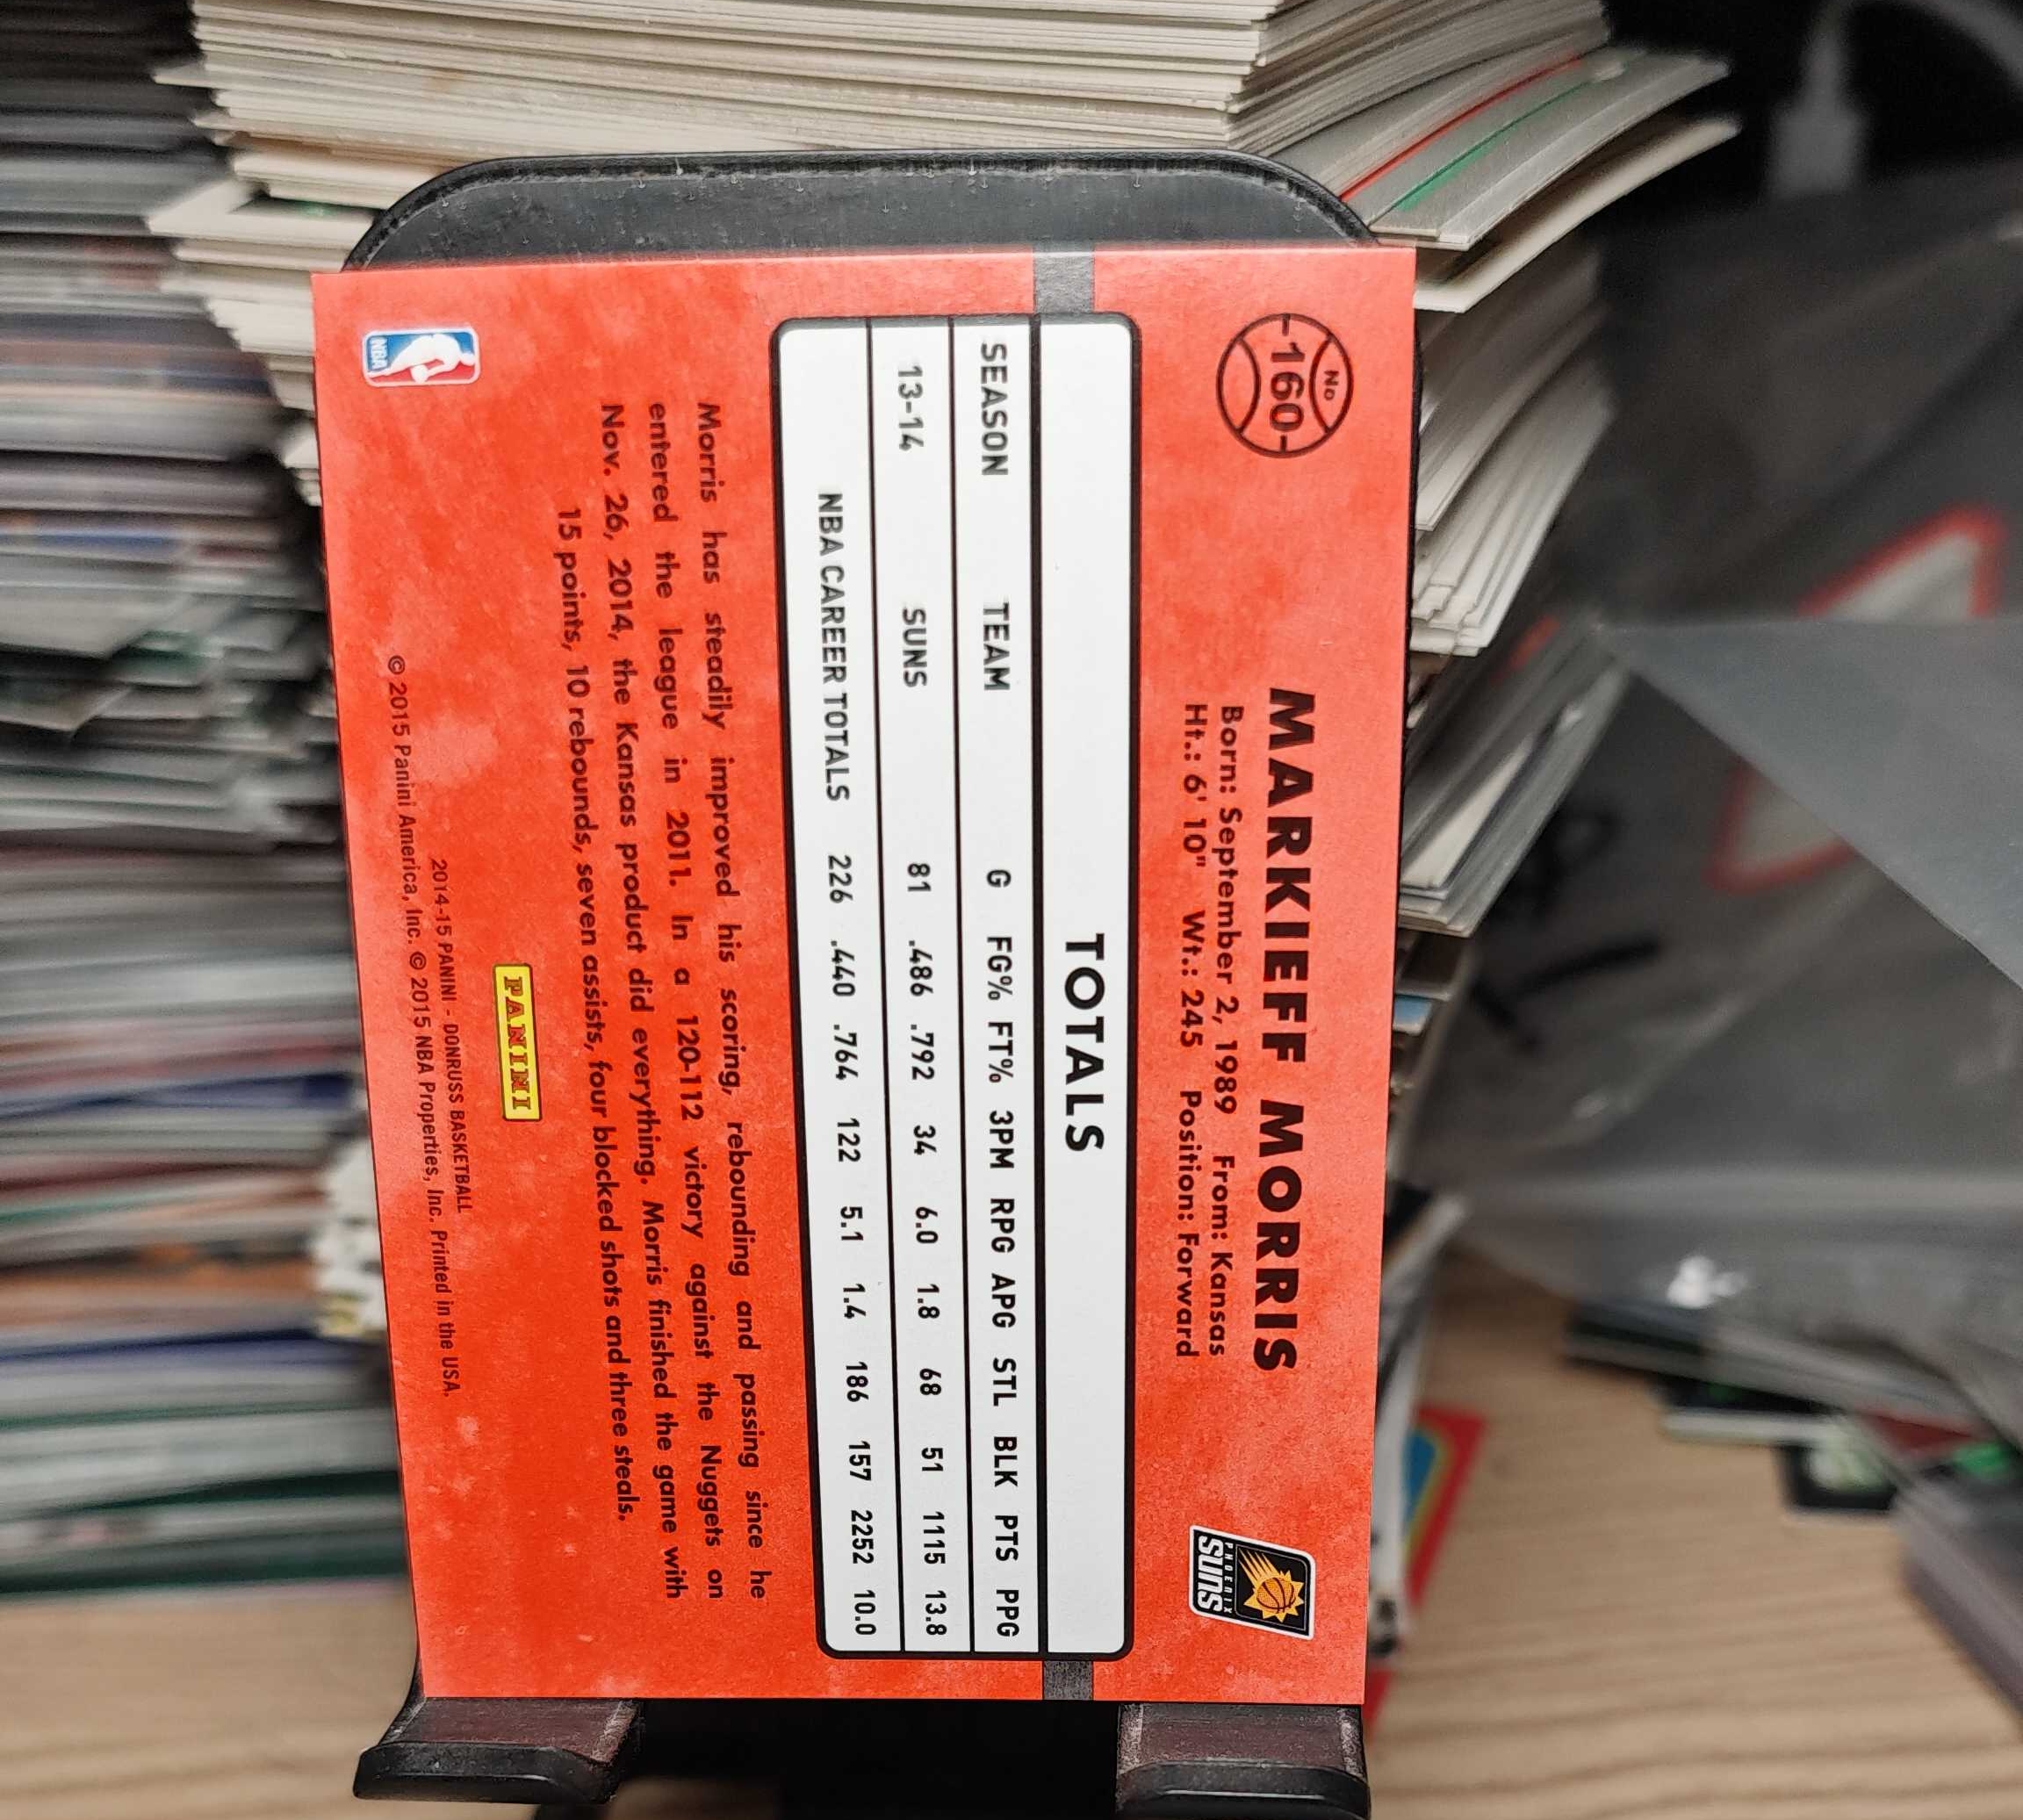 No
160
MARKIEFF MORRIS
Born: September 2, 1989 From: Kansas
Ht.: 6' 10" Wt.: 245 Position: Forward
PHOENIX
SUNS
TOTALS
SEASON TEAM G FG% FT% 3PM RPG APG STL BLK PTS PPG
13-14 SUNS 81 .486 .792 34 6.0 1.8 68 51 1115 13.8
NBA CAREER TOTALS 226 .440 .764 122 5.1 1.4 186 157 2252 10.0
Morris has steadily improved his scoring, rebounding and passing since he
entered the league in 2011. In a 120-112 victory against the Nuggets on
Nov. 26, 2014, the Kansas product did everything. Morris finished the game with
15 points, 10 rebounds, seven assists, four blocked shots and three steals.
PANINI
2014-15 PANINI - DONRUSS BASKETBALL
© 2015 Panini America, Inc. © 2015 NBA Properties, Inc. Printed in the USA.
NBA